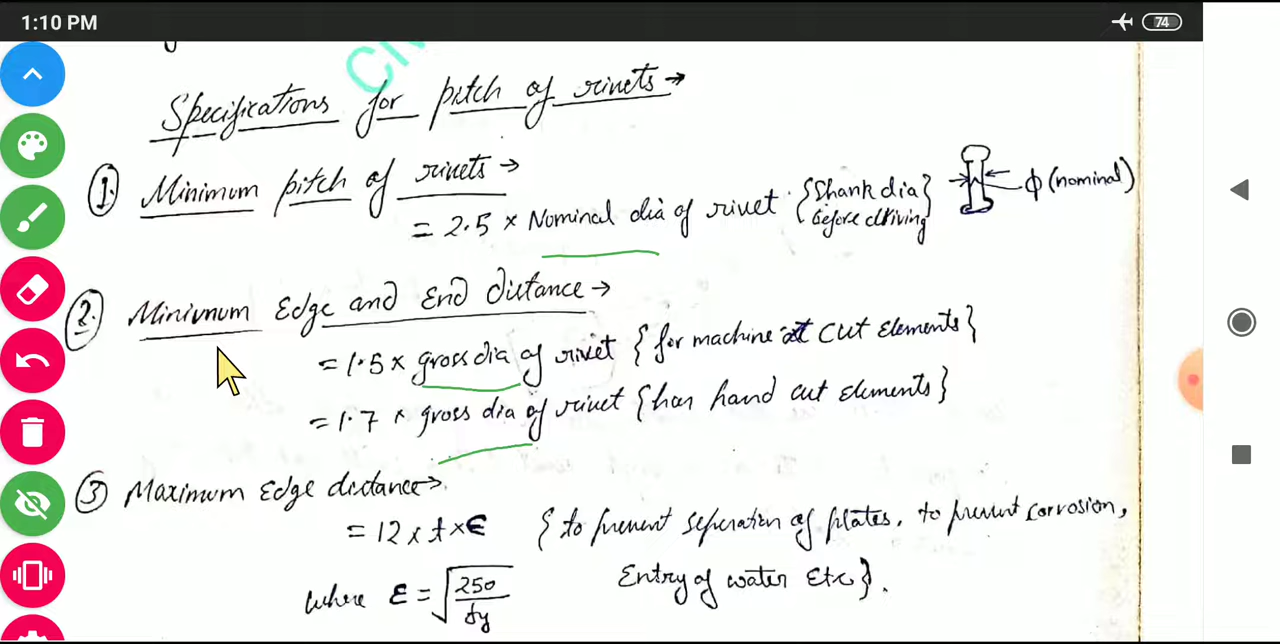 1:10 PM
74
Specifications for pitch of rivets →
1. Minimum pitch of rivets →
= 2.5 × Nominal dia of rivet {Shank dia before driving}
ϕ (nominal)
2. Minimum Edge and End distance →
= 1.5 × gross dia of rivet {for machine cut Elements}
= 1.7 × gross dia of rivet { hand cut Elements}
3 Maximum Edge distance →
= 12 × t × ε { to prevent seperation of plates, to prevent corrosion,
Entry of water Etc}.
where ε = √250/fy